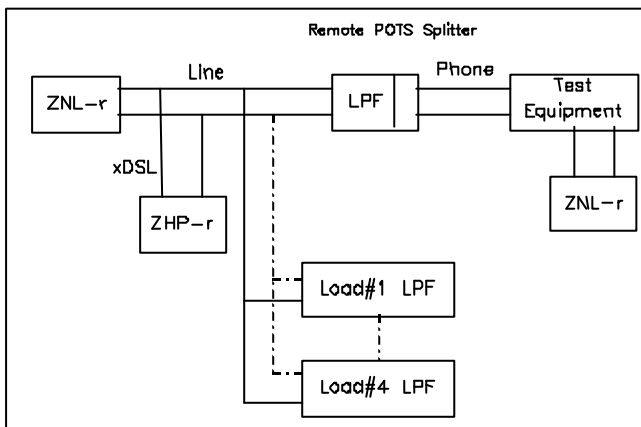 Remote POTS Splitter
Line
Phone
ZNL-r
LPF
Test
Equipment
xDSL
ZHP-r
ZNL-r
Load#1 LPF
Load#4 LPF